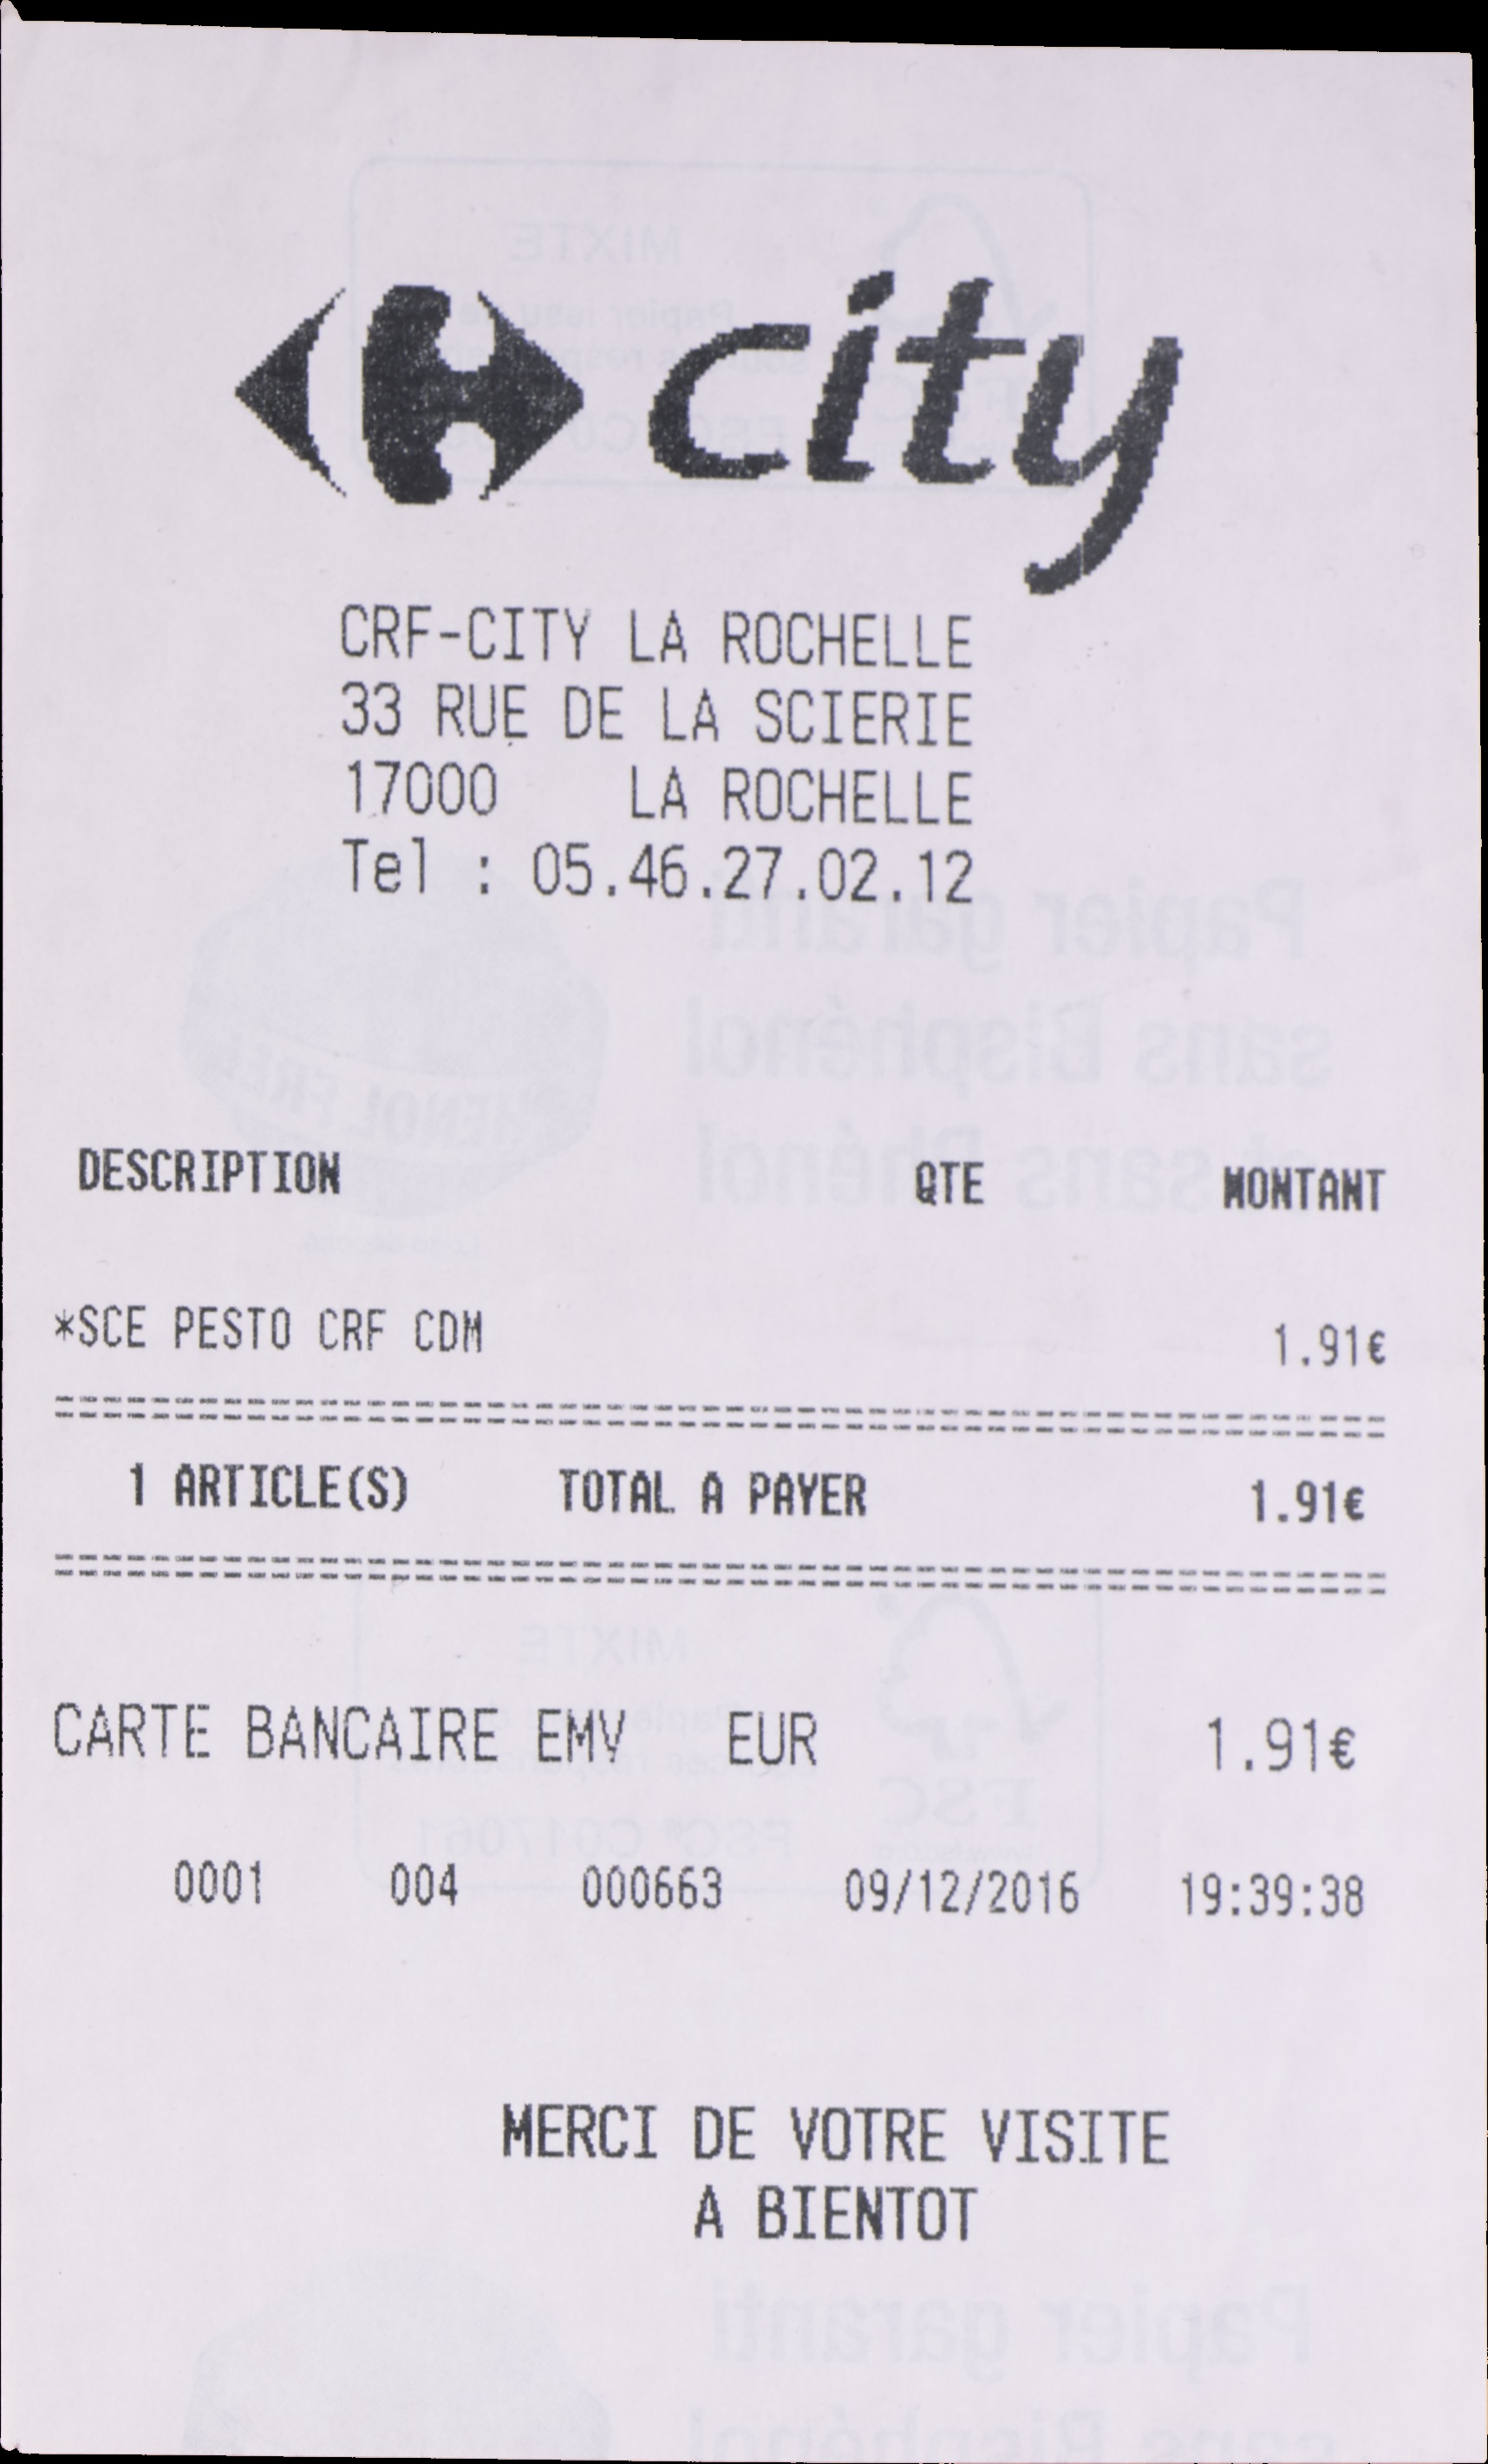 city
CRF-CITY LA ROCHELLE
33 RUE DE LA SCIERIE
17000 LA ROCHELLE
Tel : 05.46.27.02.12
DESCRIPTION QTE MONTANT
*SCE PESTO CRF CDM 1.91€
1 ARTICLE(S) TOTAL A PAYER 1.91€
CARTE BANCAIRE EMV EUR 1.91€
0001 004 000663 09/12/2016 19:39:38
MERCI DE VOTRE VISITE
A BIENTOT